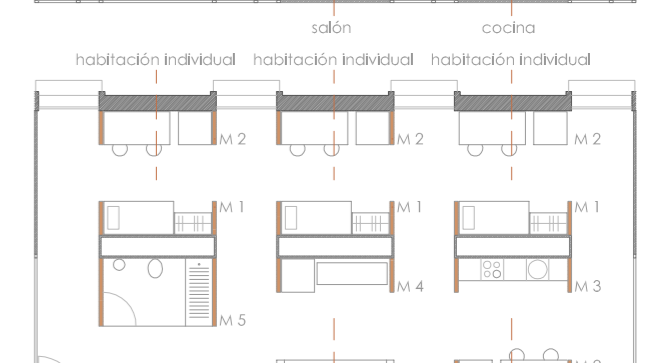 salón cocina
habitación individual habitación individual habitación individual
M 2 M 2 M 2
M 1 M 1 M 1
M 4 M 3
M 5